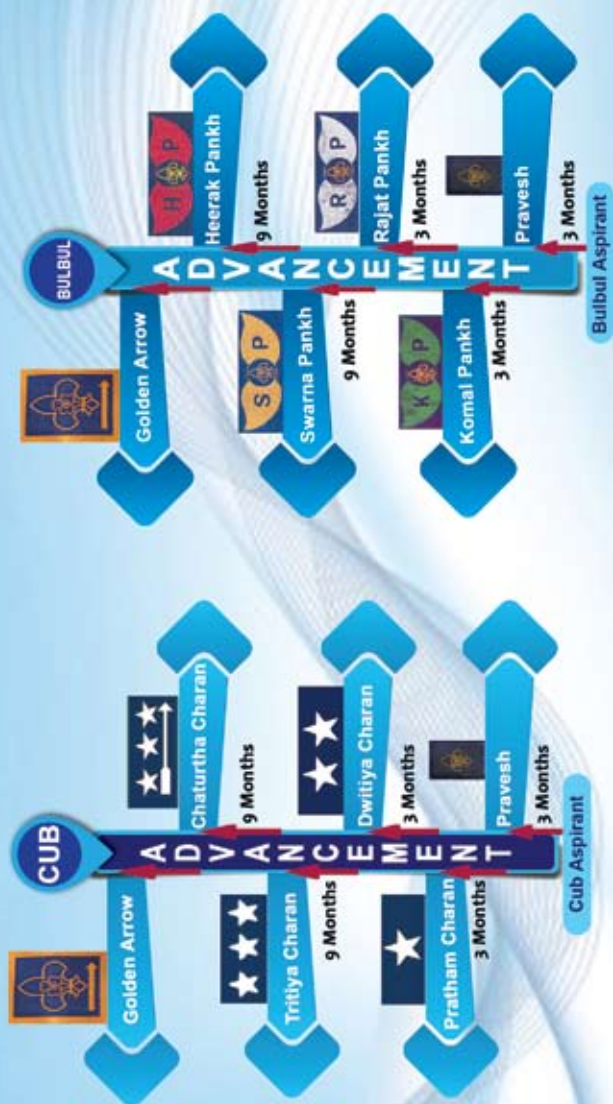 CUB
ADVANCEMENT
Golden Arrow
Chaturtha Charan
9 Months
Tritiya Charan
9 Months
Dwitiya Charan
3 Months
Pratham Charan
3 Months
Pravesh
3 Months
Cub Aspirant
BULBUL
ADVANCEMENT
Golden Arrow
H P
Heerak Pankh
9 Months
S P
Swarna Pankh
9 Months
R P
Rajat Pankh
3 Months
K P
Komal Pankh
3 Months
Pravesh
3 Months
Bulbul Aspirant